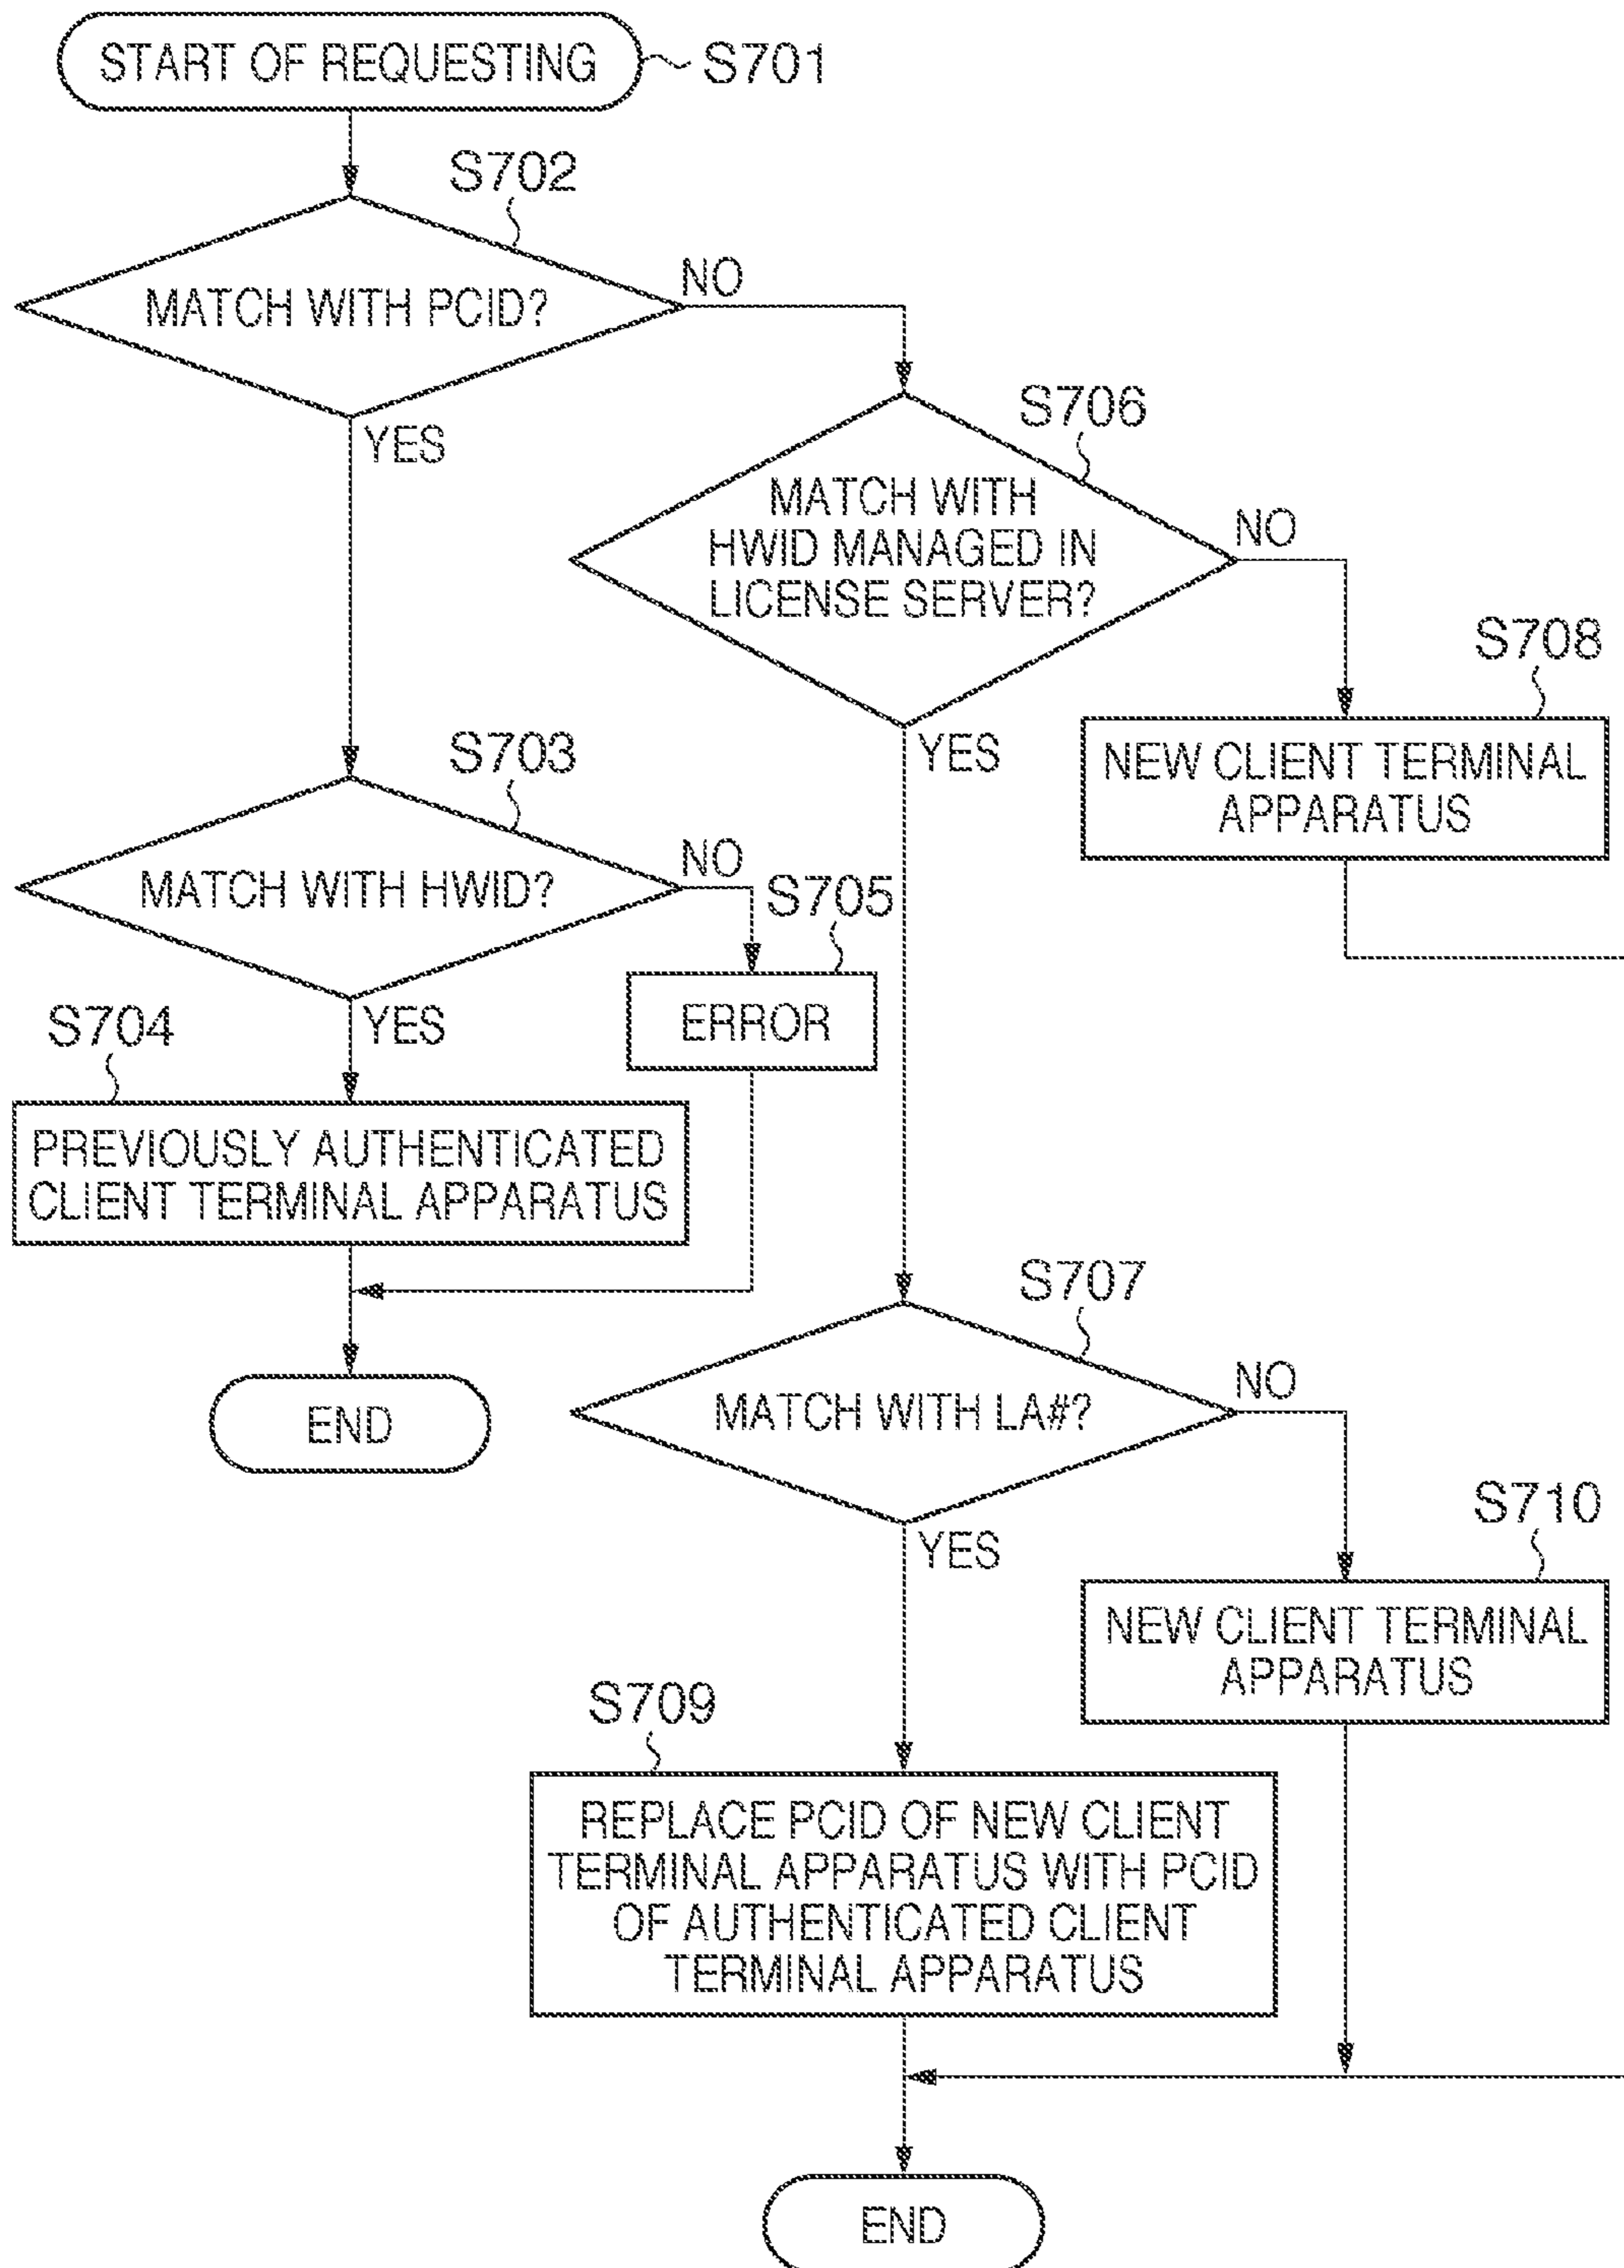 START OF REQUESTING
S701
S702
MATCH WITH PCID?
NO
YES
S706
MATCH WITH
HWID MANAGED IN
LICENSE SERVER?
NO
YES
S708
NEW CLIENT TERMINAL
APPARATUS
S703
MATCH WITH HWID?
NO
YES
S705
ERROR
S704
PREVIOUSLY AUTHENTICATED
CLIENT TERMINAL APPARATUS
END
S707
MATCH WITH LA#?
NO
YES
S710
NEW CLIENT TERMINAL
APPARATUS
S709
REPLACE PCID OF NEW CLIENT
TERMINAL APPARATUS WITH PCID
OF AUTHENTICATED CLIENT
TERMINAL APPARATUS
END